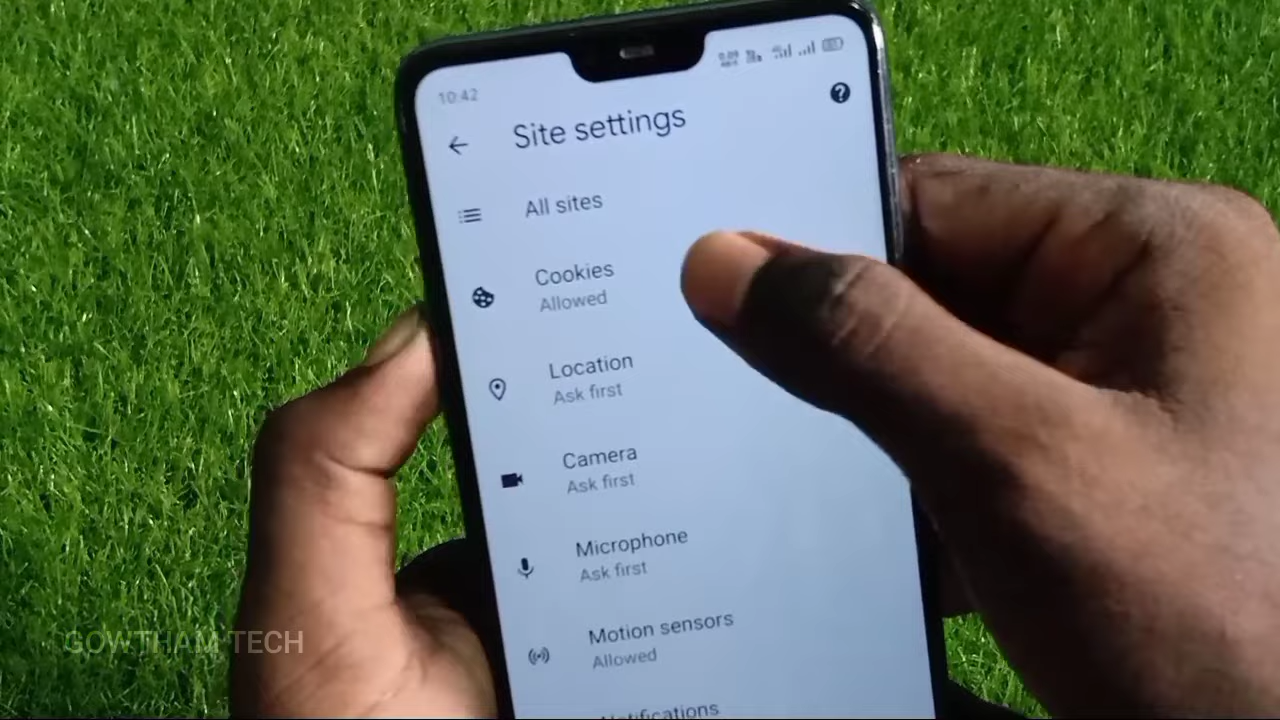 10:42
Site settings
All sites
Cookies
Allowed
Location
Ask first
Camera
Ask first
Microphone
Ask first
Motion sensors
Allowed
Notifications
GOWTHAM TECH